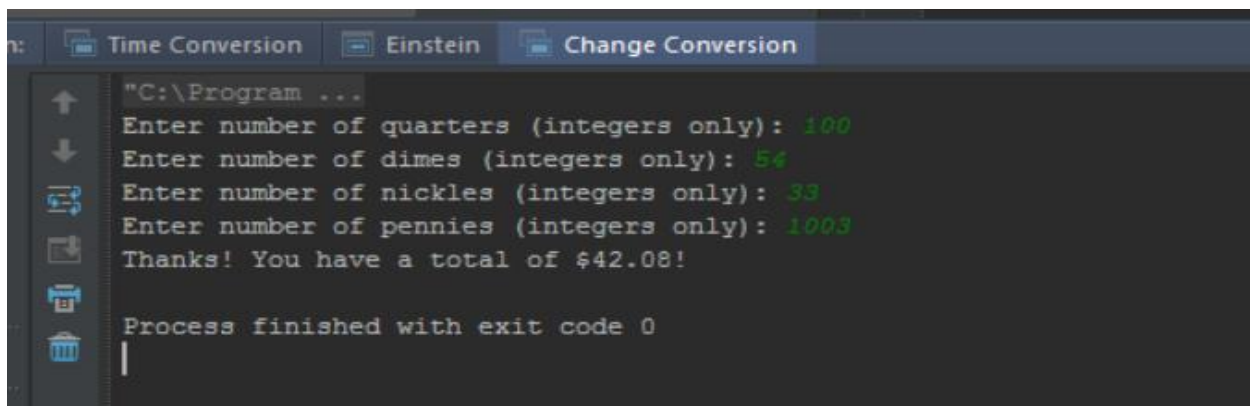 n: Time Conversion Einstein Change Conversion
"C:\Program ...
Enter number of quarters (integers only): 100
Enter number of dimes (integers only): 54
Enter number of nickles (integers only): 33
Enter number of pennies (integers only): 1003
Thanks! You have a total of $42.08!
Process finished with exit code 0